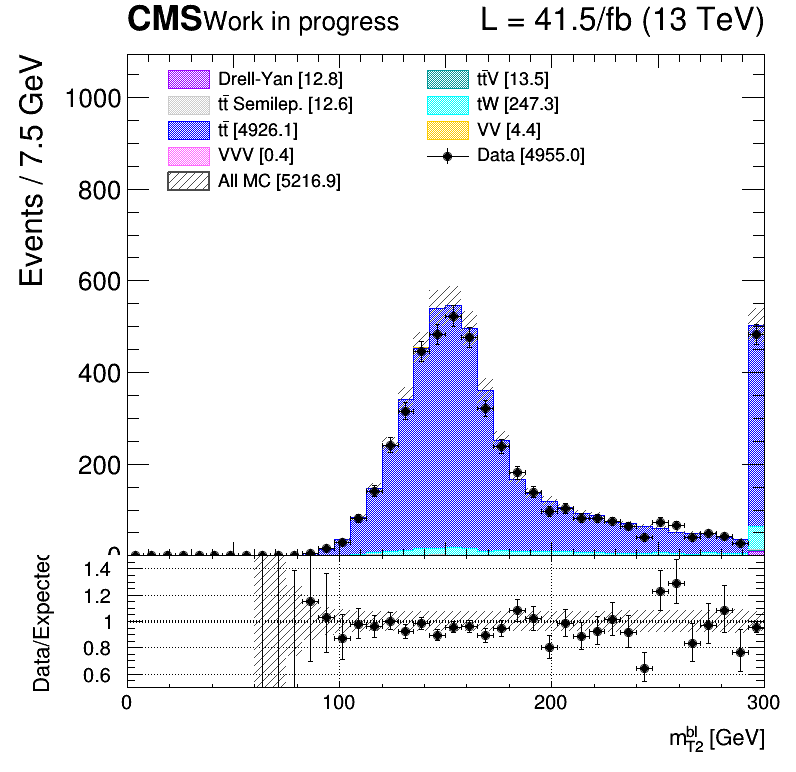 CMS Work in progress L = 41.5/fb (13 TeV)
Events / 7.5 GeV
Drell-Yan [12.8]
tt̄ Semilep. [12.6]
tt̄ [4926.1]
VVV [0.4]
All MC [5216.9]
tt̄V [13.5]
tW [247.3]
VV [4.4]
Data [4955.0]
1000
800
600
400
200
0
Data/Expected
1.4
1.2
1
0.8
0.6
0 100 200 300
m_{T2}^{bl} [GeV]